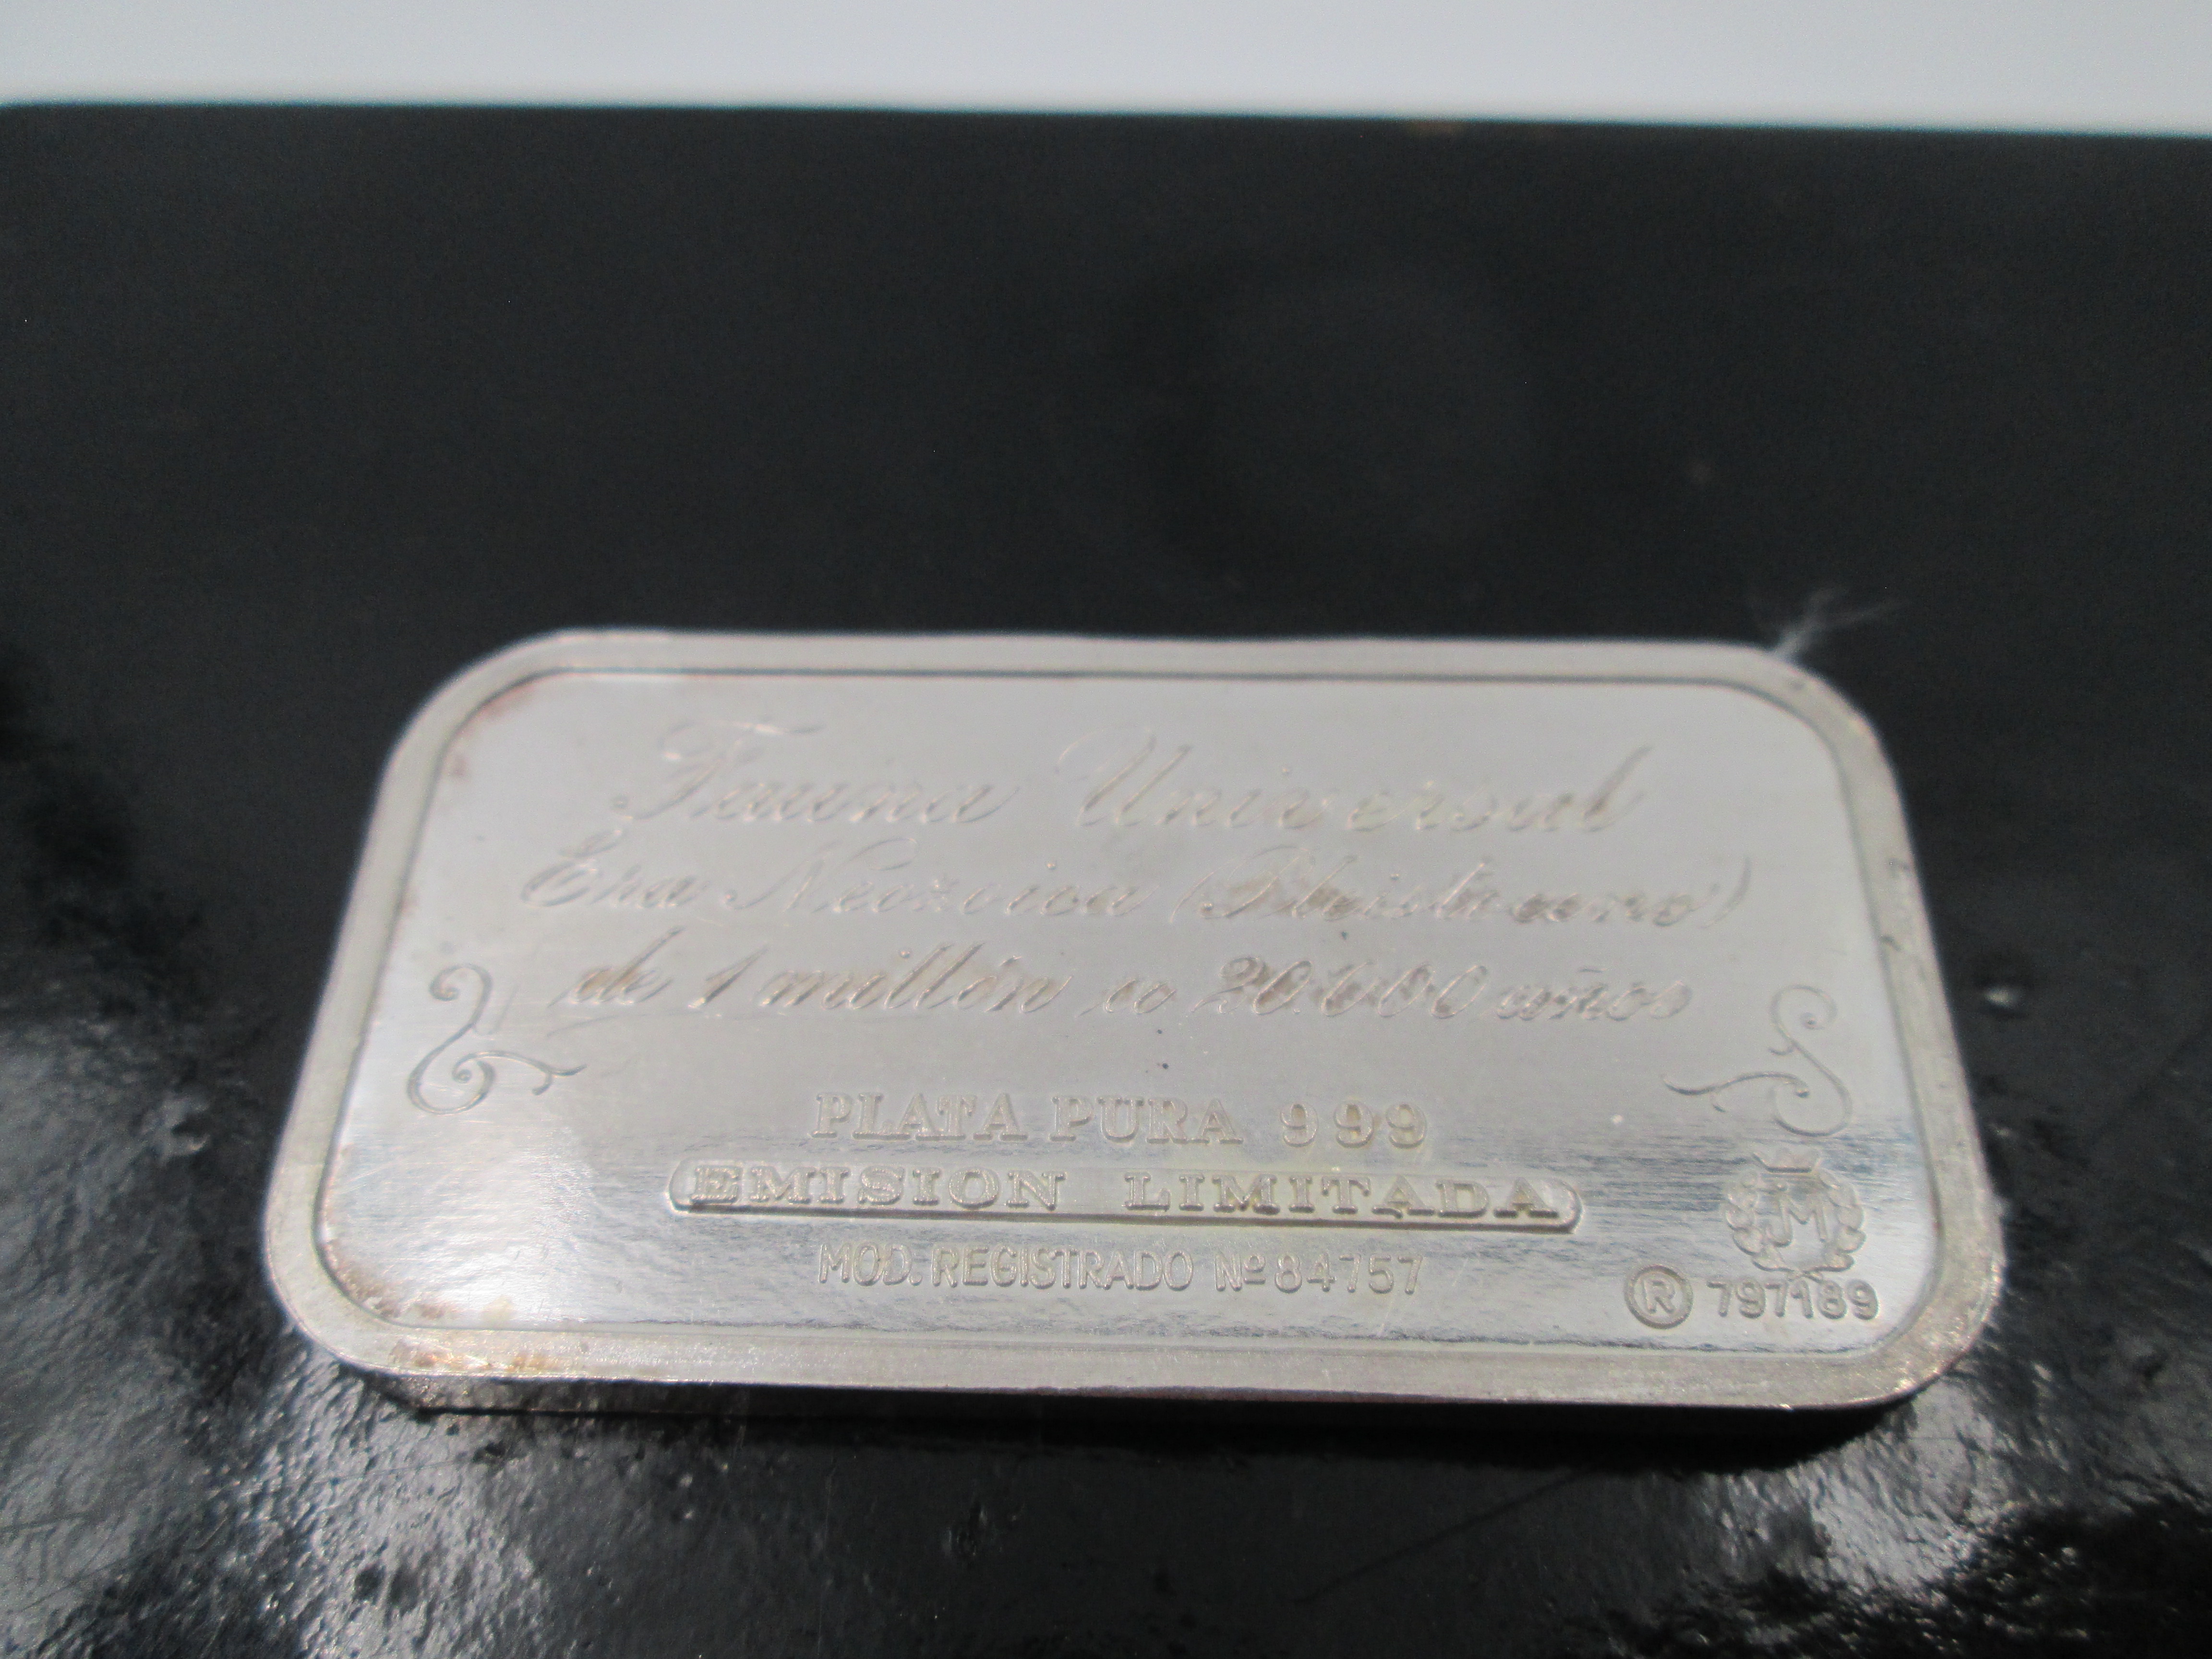 Fauna Universal
Era Neozoica (Pleistoceno)
de 1 millón a 20.000 años
PLATA PURA 999
EMISION LIMITADA
MOD. REGISTRADO Nº 84757
M
® 797189